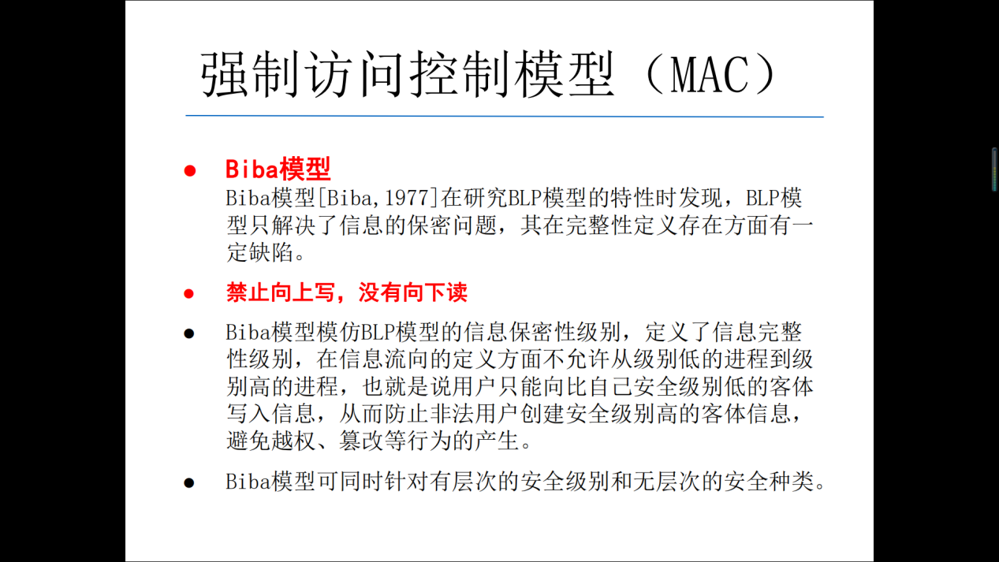 强制访问控制模型（MAC）
Biba模型
Biba模型[Biba,1977]在研究BLP模型的特性时发现，BLP模
型只解决了信息的保密问题，其在完整性定义存在方面有一
定缺陷。
禁止向上写，没有向下读
Biba模型模仿BLP模型的信息保密性级别，定义了信息完整
性级别，在信息流向的定义方面不允许从级别低的进程到级
别高的进程，也就是说用户只能向比自己安全级别低的客体
写入信息，从而防止非法用户创建安全级别高的客体信息，
避免越权、篡改等行为的产生。
Biba模型可同时针对有层次的安全级别和无层次的安全种类。